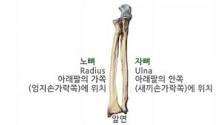 노뼈
Radius
아래팔의 가쪽
(엄지손가락쪽)에 위치
자뼈
Ulna
아래팔의 안쪽
(새끼손가락쪽)에 위치
앞면